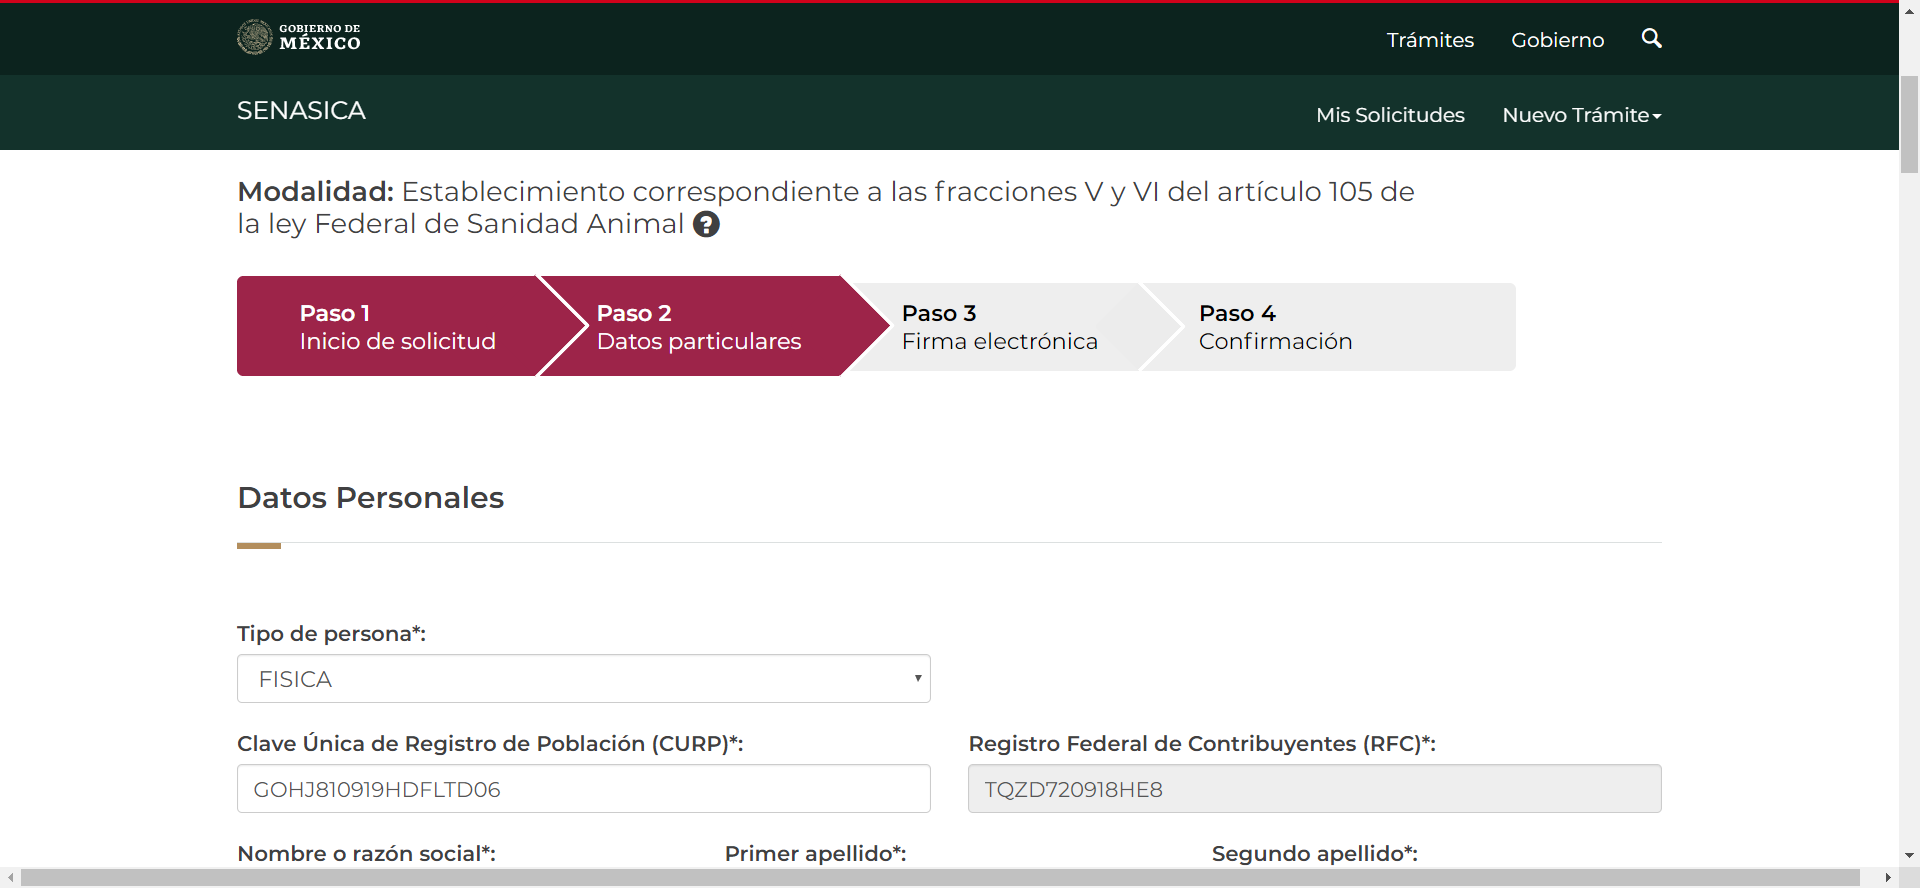 GOBIERNO DE
MÉXICO
Trámites
Gobierno
SENASICA
Mis Solicitudes
Nuevo Trámite
Modalidad: Establecimiento correspondiente a las fracciones V y VI del artículo 105 de
la ley Federal de Sanidad Animal ?
Paso 1
Inicio de solicitud
Paso 2
Datos particulares
Paso 3
Firma electrónica
Paso 4
Confirmación
Datos Personales
Tipo de persona*:
FISICA
Clave Única de Registro de Población (CURP)*:
Registro Federal de Contribuyentes (RFC)*:
GOHJ810919HDFLTD06
TQZD720918HE8
Nombre o razón social*:
Primer apellido*:
Segundo apellido*: